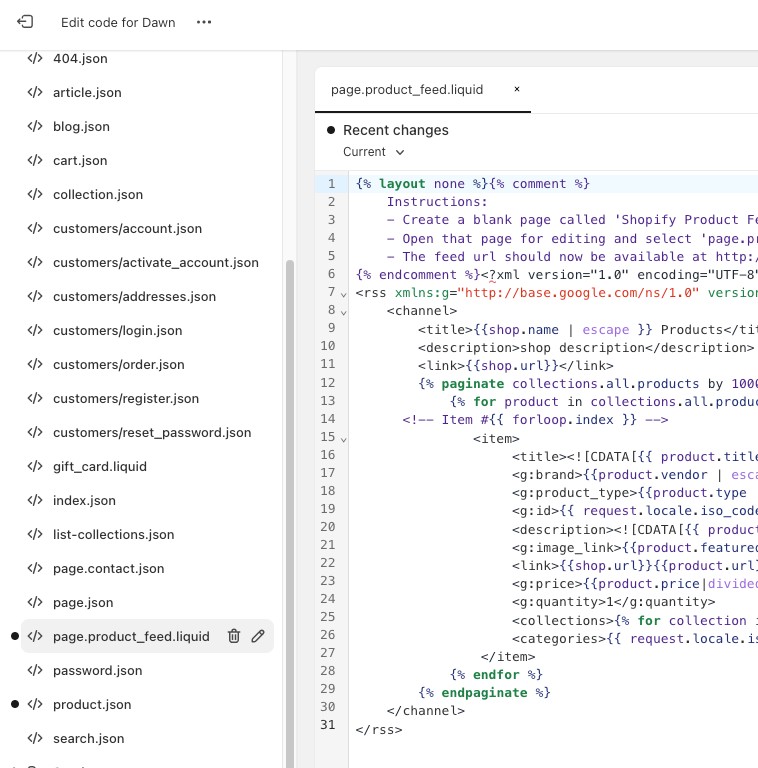 Edit code for Dawn
404.json
article.json
blog.json
cart.json
collection.json
customers/account.json
customers/activate_account.json
customers/addresses.json
customers/login.json
customers/order.json
customers/register.json
customers/reset_password.json
gift_card.liquid
index.json
list-collections.json
page.contact.json
page.json
page.product_feed.liquid
password.json
product.json
search.json
page.product_feed.liquid ×
Recent changes
Current
1 {% layout none %}{% comment %}
2 Instructions:
3 - Create a blank page called 'Shopify Product Fe
4 - Open that page for editing and select 'page.pr
5 - The feed url should now be available at http:/
6 {% endcomment %}<?xml version="1.0" encoding="UTF-8"
7 <rss xmlns:g="http://base.google.com/ns/1.0" version
8 <channel>
9 <title>{{shop.name | escape }} Products</tit
10 <description>shop description</description>
11 <link>{{shop.url}}</link>
12 {% paginate collections.all.products by 1000
13 {% for product in collections.all.produc
14 <!-- Item #{{ forloop.index }} -->
15 <item>
16 <title><![CDATA[{{ product.title
17 <g:brand>{{product.vendor | esca
18 <g:product_type>{{product.type
19 <g:id>{{ request.locale.iso_code
20 <description><![CDATA[{{ product
21 <g:image_link>{{product.featured
22 <link>{{shop.url}}{{product.url}
23 <g:price>{{product.price|divided
24 <g:quantity>1</g:quantity>
25 <collections>{% for collection i
26 <categories>{{ request.locale.is
27 </item>
28 {% endfor %}
29 {% endpaginate %}
30 </channel>
31 </rss>